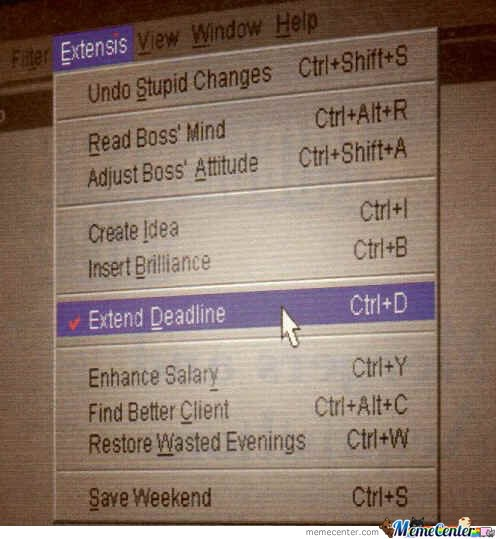 Filter Extensis View Window Help
Undo Stupid Changes Ctrl+Shift+S
Read Boss' Mind Ctrl+Alt+R
Adjust Boss' Attitude Ctrl+Shift+A
Create Idea Ctrl+I
Insert Brilliance Ctrl+B
Extend Deadline Ctrl+D
Enhance Salary Ctrl+Y
Find Better Client Ctrl+Alt+C
Restore Wasted Evenings Ctrl+W
Save Weekend Ctrl+S
memecenter.com MemeCenter